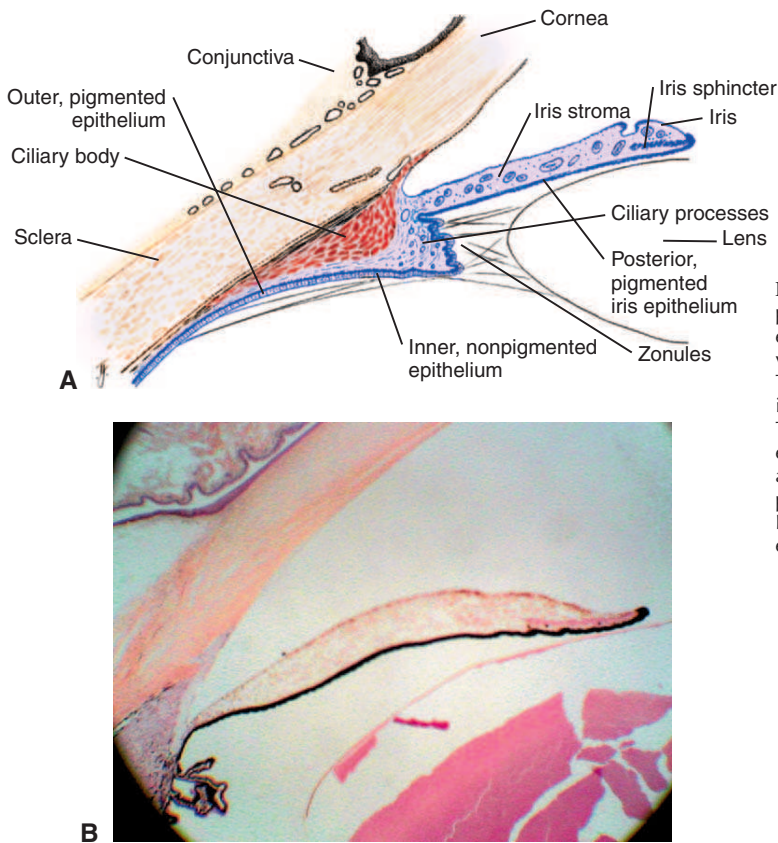 Cornea
Conjunctiva
Outer, pigmented
epithelium
Iris sphincter
Iris stroma
Iris
Ciliary body
Ciliary processes
Sclera
Lens
Posterior,
pigmented
iris epithelium
Inner, nonpigmented
epithelium
Zonules
A
B